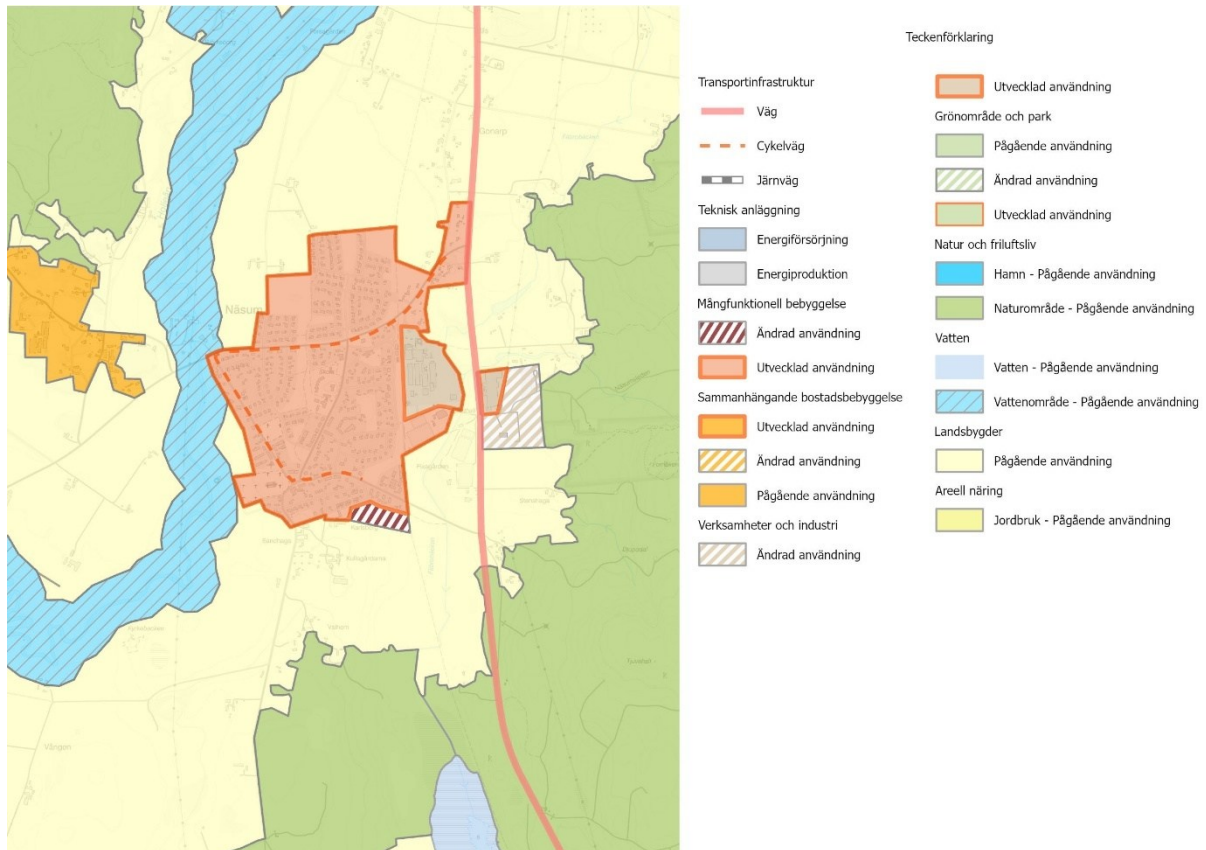 Gonarp
Näsum
Vången
Teckenförklaring
Transportinfrastruktur
Väg
Cykelväg
Järnväg
Teknisk anläggning
Energiförsörjning
Energiproduktion
Mångfunktionell bebyggelse
Ändrad användning
Utvecklad användning
Sammanhängande bostadsbebyggelse
Utvecklad användning
Ändrad användning
Pågående användning
Verksamheter och industri
Ändrad användning
Utvecklad användning
Grönområde och park
Pågående användning
Ändrad användning
Utvecklad användning
Natur och friluftsliv
Hamn - Pågående användning
Naturområde - Pågående användning
Vatten
Vatten - Pågående användning
Vattenområde - Pågående användning
Landsbygder
Pågående användning
Areell näring
Jordbruk - Pågående användning